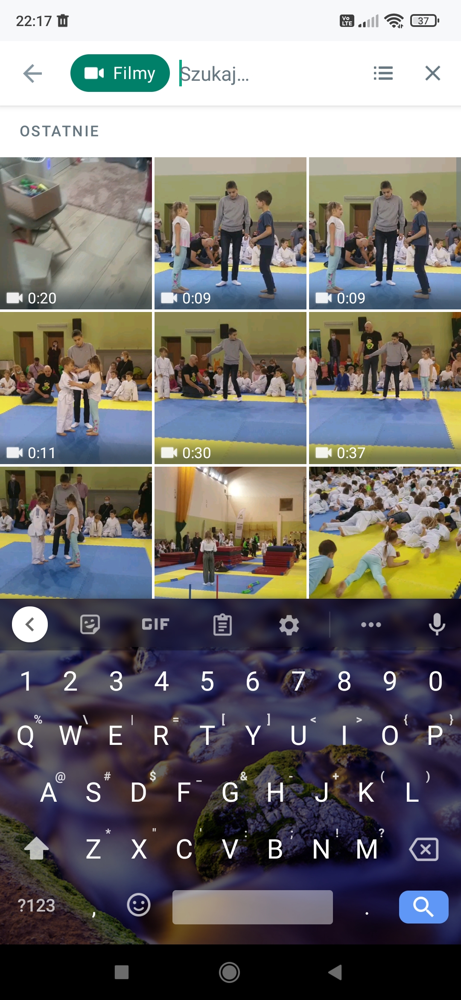 22:17 Vo LTE 37
Filmy Szukaj...
OSTATNIE
0:20 0:09 0:09
0:11 0:30 0:37
GIF
1 2 3 4 5 6 7 8 9 0
% \ | = [ ] < > { }
Q W E R T Y U I O P
@ # $ _ & - + ( )
A S D F G H J K L
* " ' : ; ! ?
Z X C V B N M
?123 , .